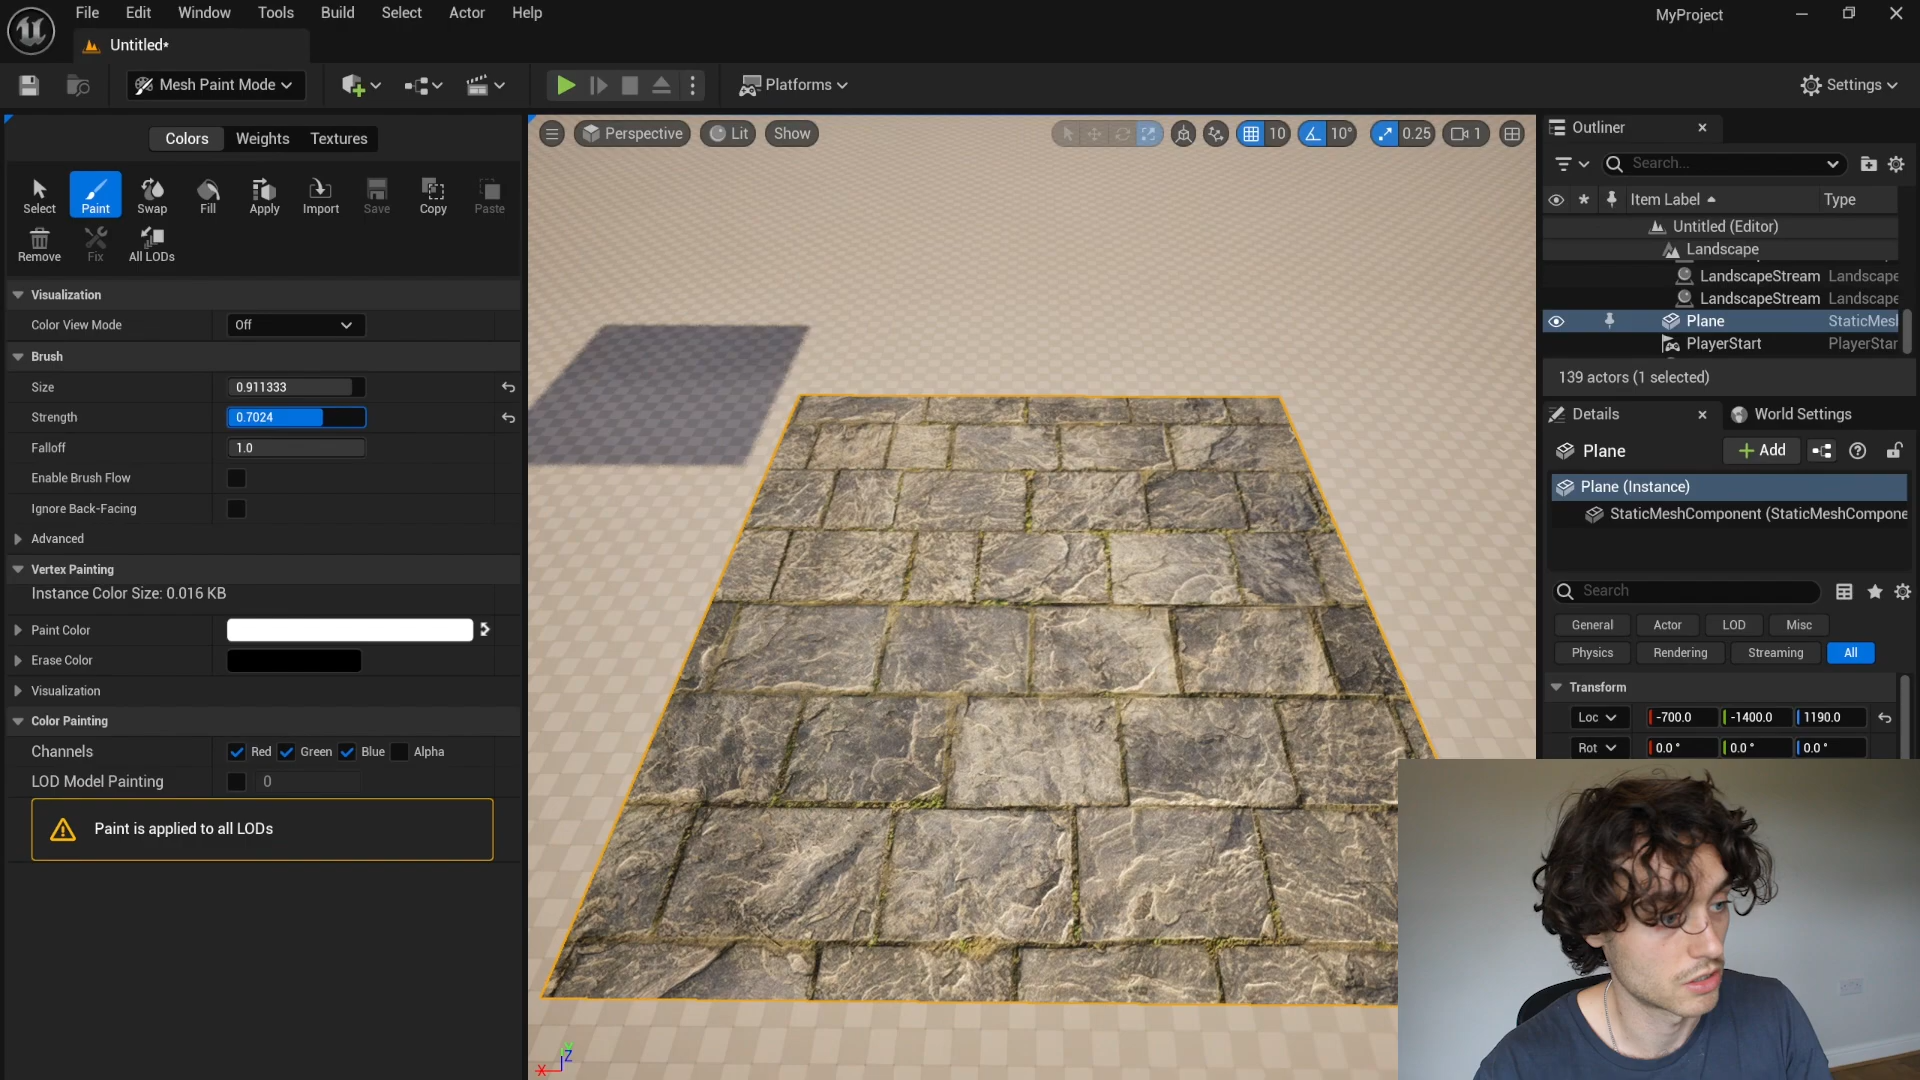 File Edit Window Tools Build Select Actor Help
MyProject
Untitled*
Mesh Paint Mode
Platforms
Settings
Colors Weights Textures
Select Paint Swap Fill Apply Import Save Copy Paste
Remove Fix All LODs
Visualization
Color View Mode Off
Brush
Size 0.911333
Strength 0.7024
Falloff 1.0
Enable Brush Flow
Ignore Back-Facing
Advanced
Vertex Painting
Instance Color Size: 0.016 KB
Paint Color
Erase Color
Visualization
Color Painting
Channels Red Green Blue Alpha
LOD Model Painting 0
Paint is applied to all LODs
Perspective Lit Show
10 10° 0.25 1
X Y Z
Outliner
Search...
Item Label Type
Untitled (Editor)
Landscape
LandscapeStream Landscape
LandscapeStream Landscape
Plane StaticMesh
PlayerStart PlayerStar
139 actors (1 selected)
Details World Settings
Plane Add
Plane (Instance)
StaticMeshComponent (StaticMeshCompone
Search
General Actor LOD Misc
Physics Rendering Streaming All
Transform
Loc -700.0 -1400.0 1190.0
Rot 0.0 ° 0.0 ° 0.0 °